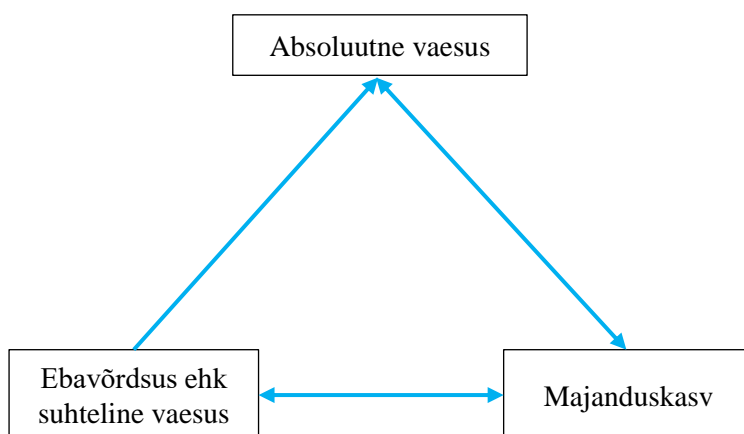 Absoluutne vaesus
Ebavõrdsus ehk
suhteline vaesus
Majanduskasv